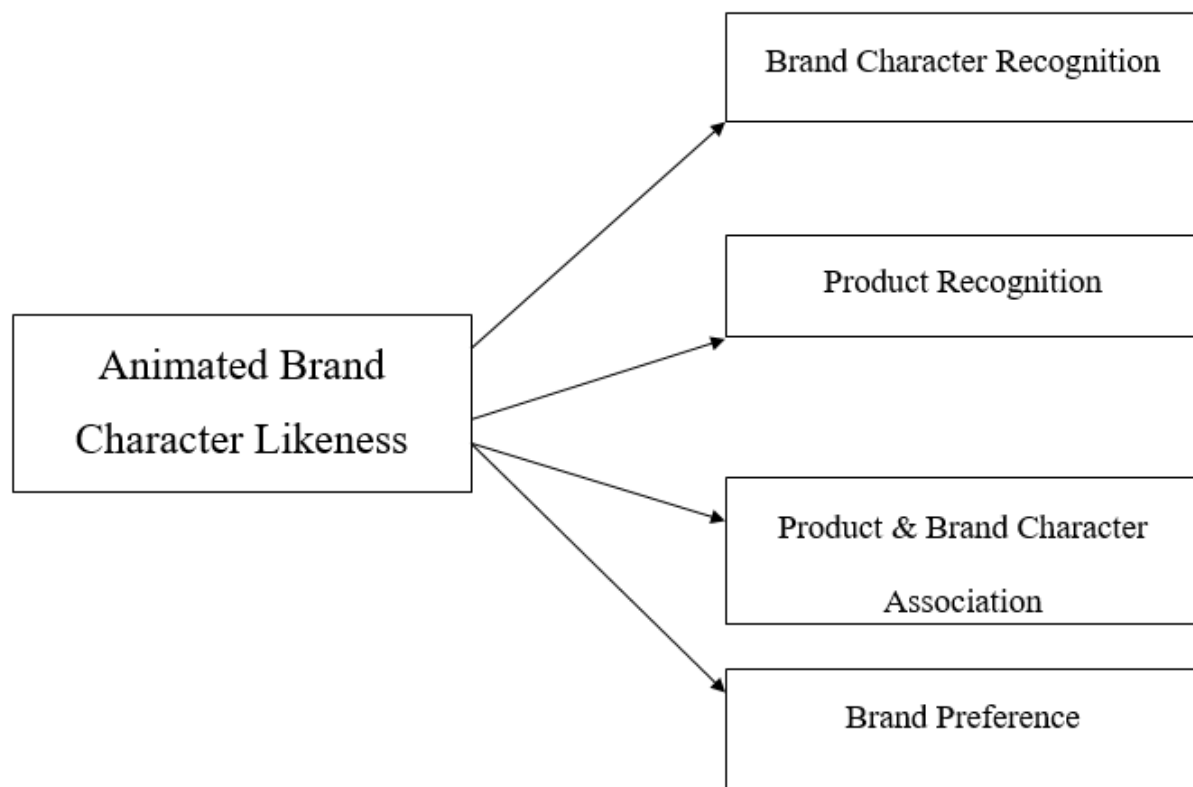 Brand Character Recognition
Product Recognition
Animated Brand
Character Likeness
Product & Brand Character
Association
Brand Preference